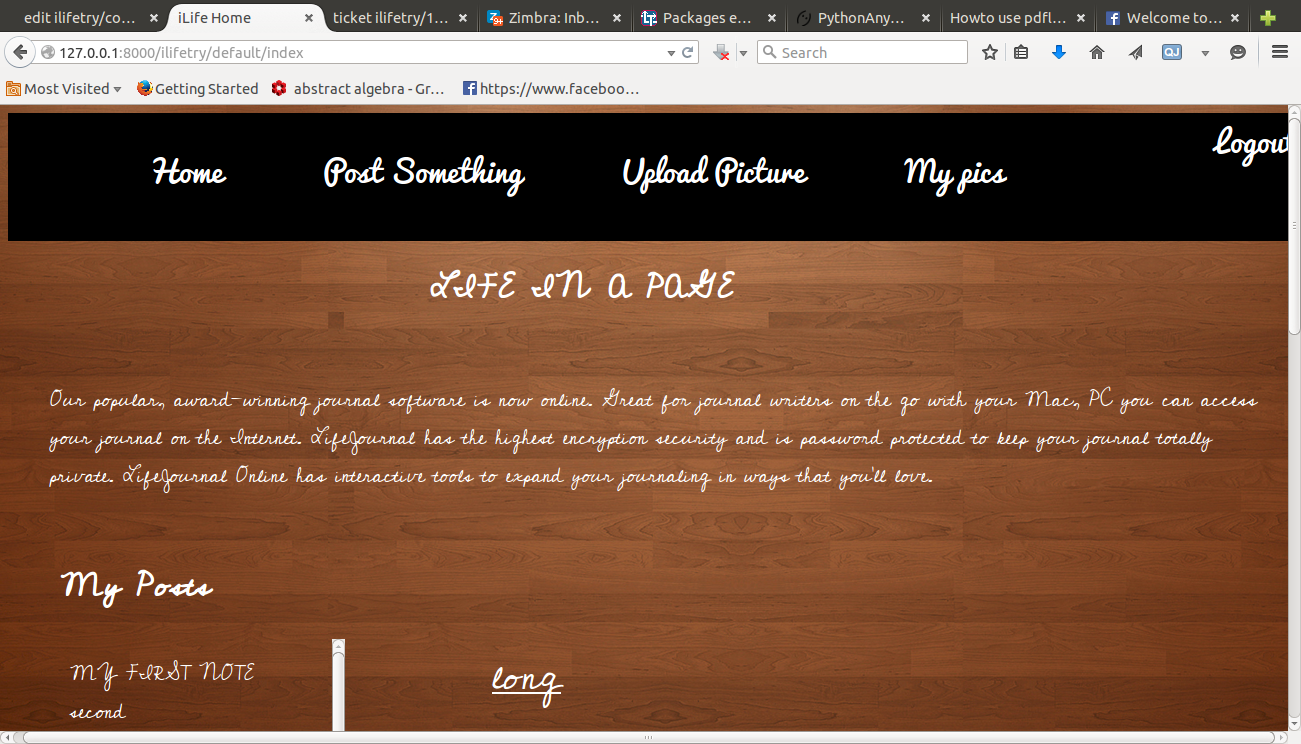 edit ilifetry/co...
iLife Home
ticket ilifetry/1...
Zimbra: Inb...
Packages e...
PythonAny...
Howto use pdfl...
Welcome to...
127.0.0.1:8000/ilifetry/default/index
Search
QJ
Most Visited
Getting Started
abstract algebra - Gr...
https://www.faceboo...
Home Post Something Upload Picture My pics Logout
LIFE IN A PAGE
Our popular, award-winning journal software is now online. Great for journal writers on the go with your Mac, PC you can access
your journal on the Internet. LifeJournal has the highest encryption security and is password protected to keep your journal totally
private. LifeJournal Online has interactive tools to expand your journaling in ways that you'll love.
My Posts
MY FIRST NOTE
second
long